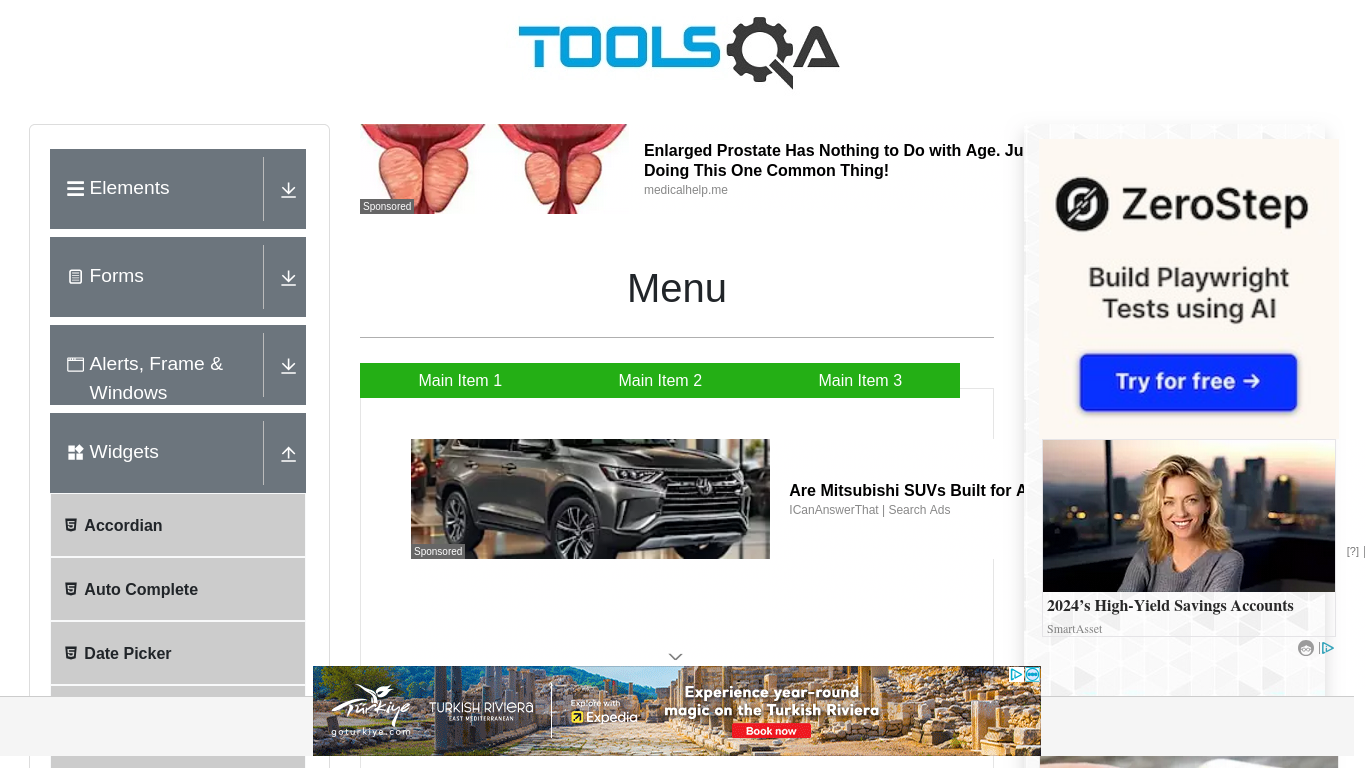 TOOLSQA
Elements
Forms
Alerts, Frame &
Windows
Widgets
Accordian
Auto Complete
Date Picker
Sponsored
Enlarged Prostate Has Nothing to Do with Age. Ju
Doing This One Common Thing!
medicalhelp.me
Menu
Main Item 1
Main Item 2
Main Item 3
Sponsored
Are Mitsubishi SUVs Built for A
ICanAnswerThat | Search Ads
ZeroStep
Build Playwright
Tests using AI
Try for free →
2024's High-Yield Savings Accounts
SmartAsset
[?]
Türkiye
goturkiye.com
TURKISH RIVIERA
EAST MEDITERRANEAN
Explore with
Expedia
Experience year-round
magic on the Turkish Riviera
Book now